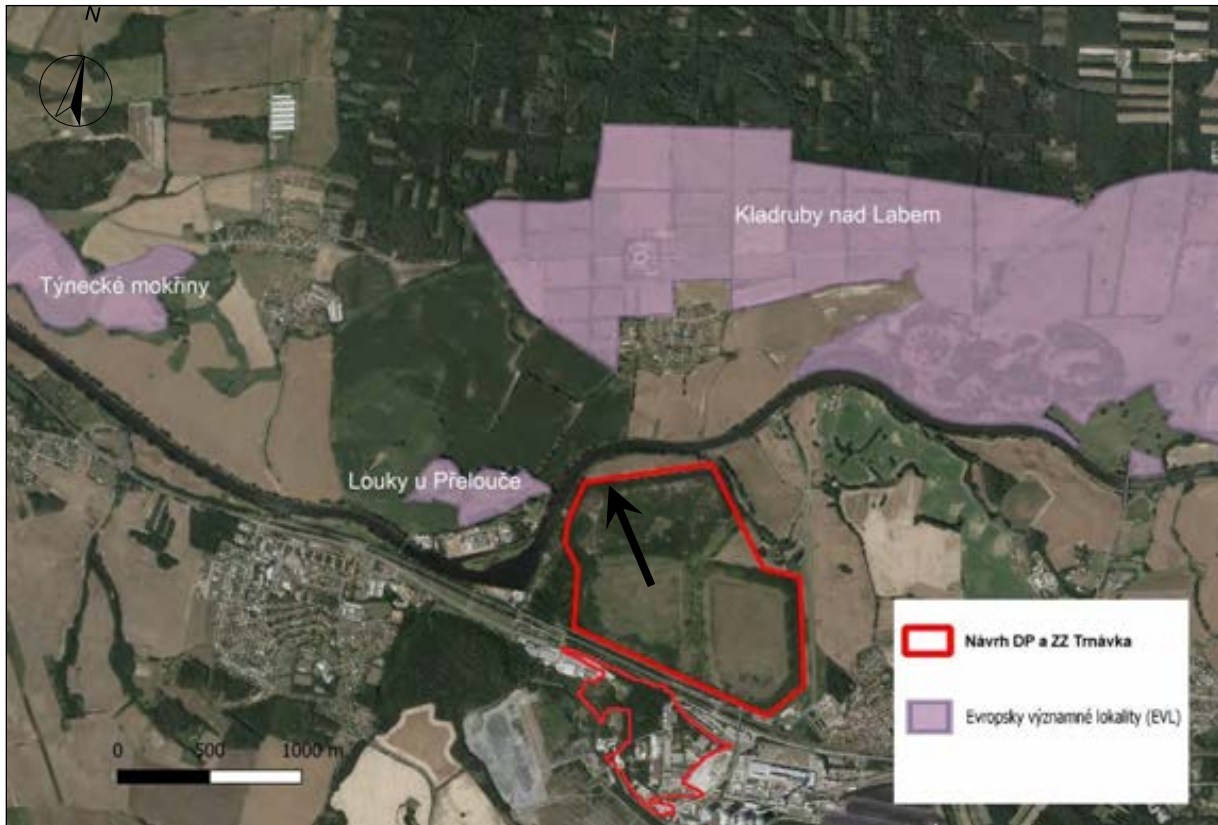 N
Kladruby nad Labem
Týnecké mokřiny
Louky u Přelouče
Návrh DP a ZZ Trnávka
Evropsky významné lokality (EVL)
0 500 1000 m